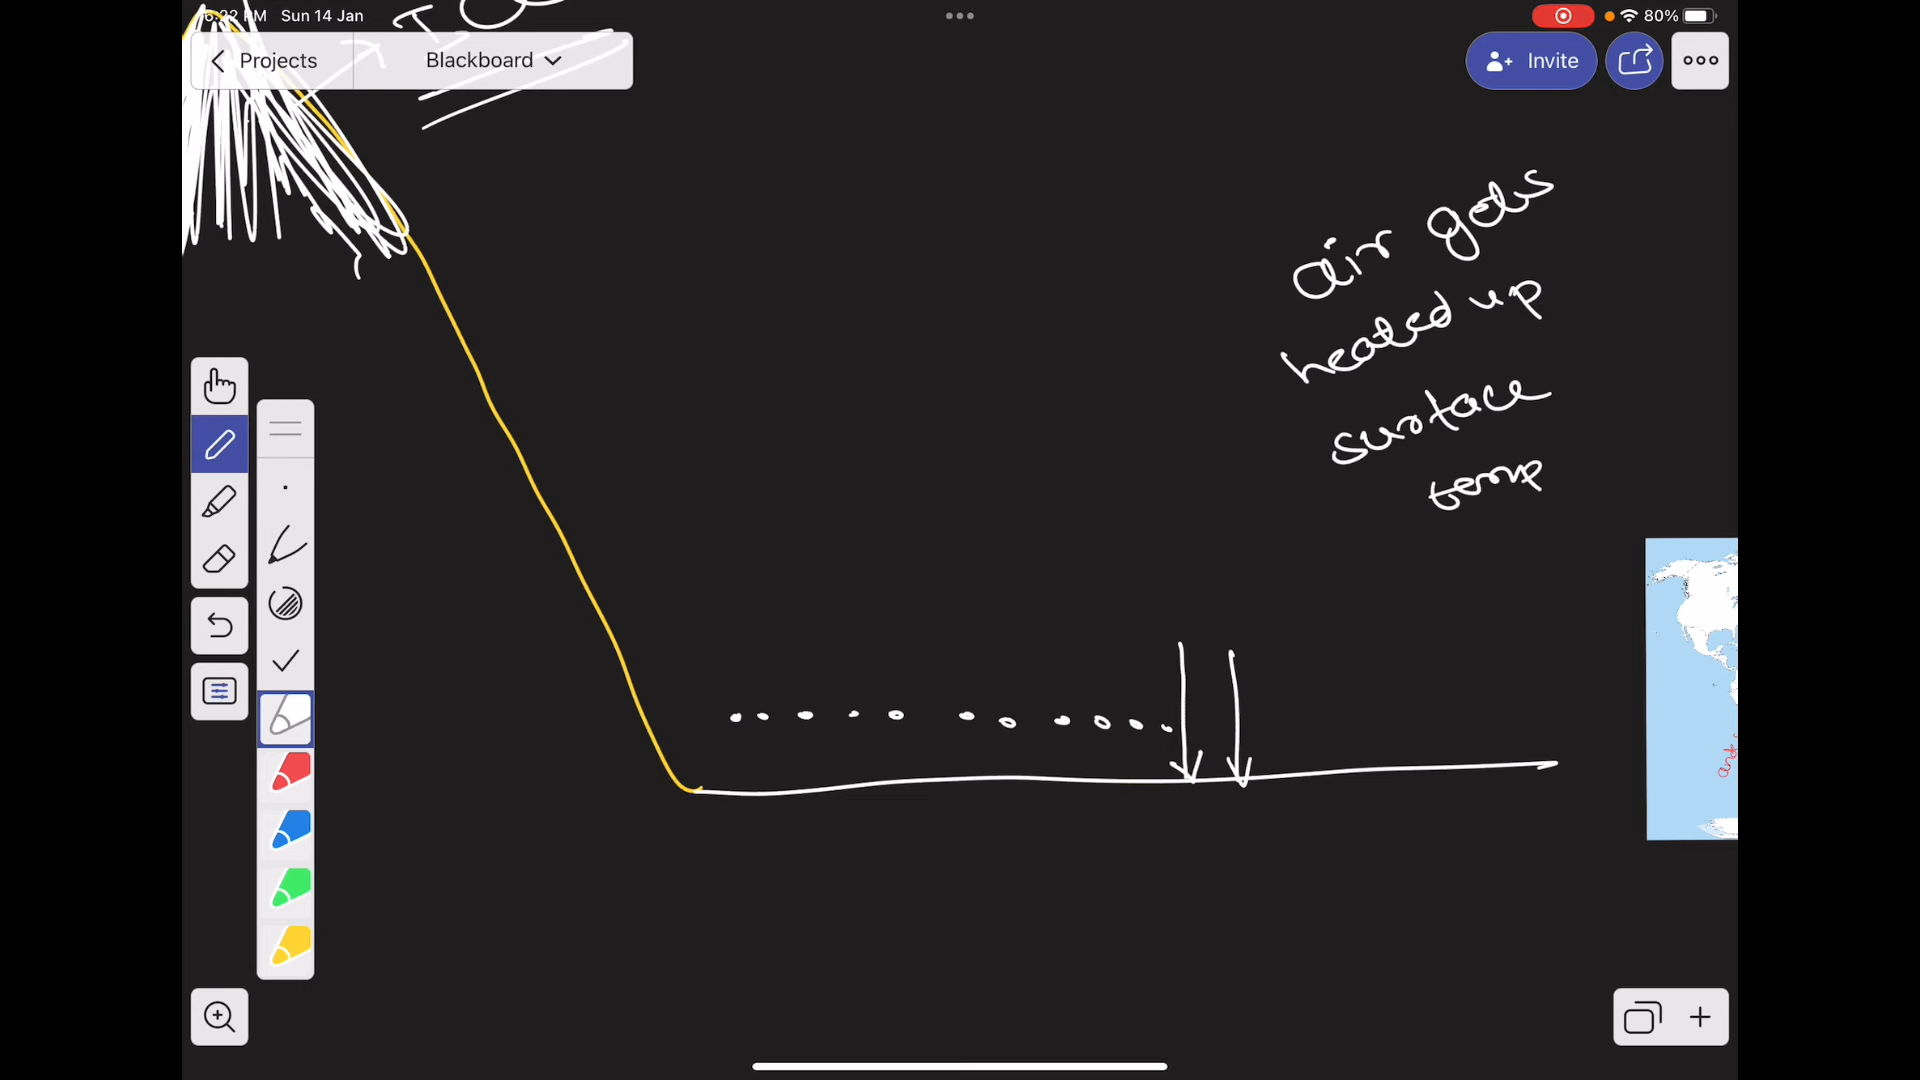 6:22 PM Sun 14 Jan
80%
Projects
Blackboard
Invite
air gets
heated up
surface
temp